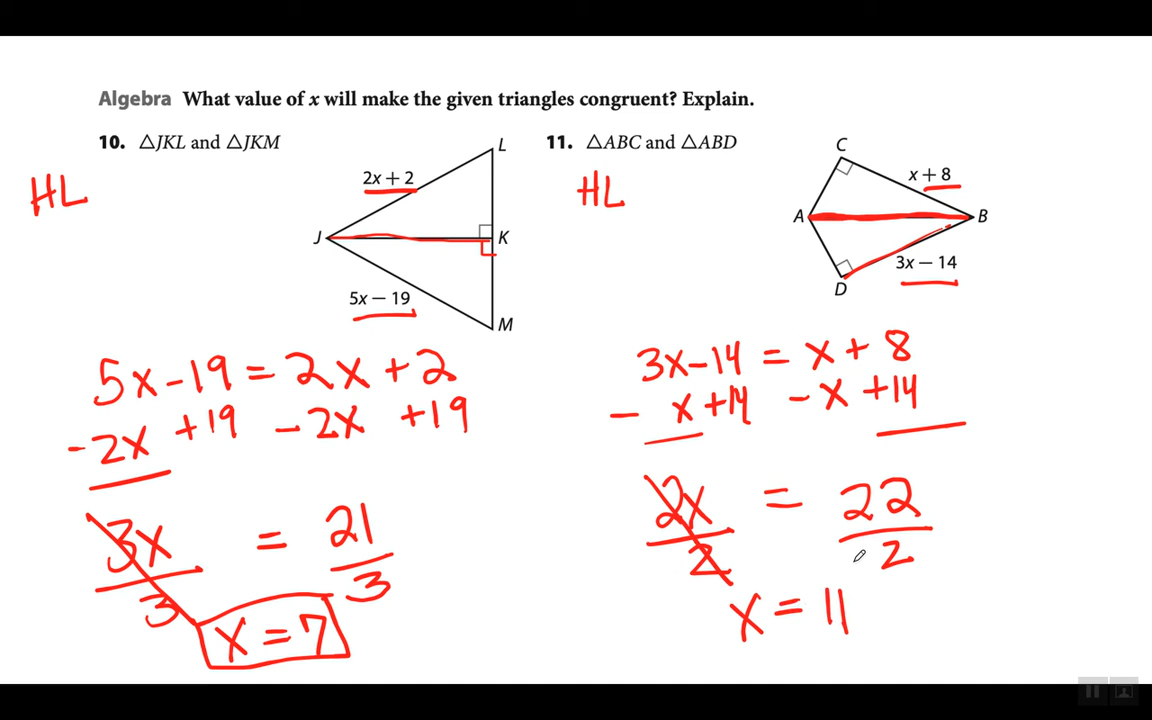 Algebra What value of x will make the given triangles congruent? Explain.
10. △JKL and △JKM
HL
L
2x + 2
J
K
5x − 19
M
5x-19 = 2x + 2
-2x +19 -2x +19
3x = 21
3 3
x = 7
11. △ABC and △ABD
HL
C
x + 8
A
B
3x − 14
D
3x-14 = x + 8
- x +14 - x +14
2x = 22
2 2
x = 11